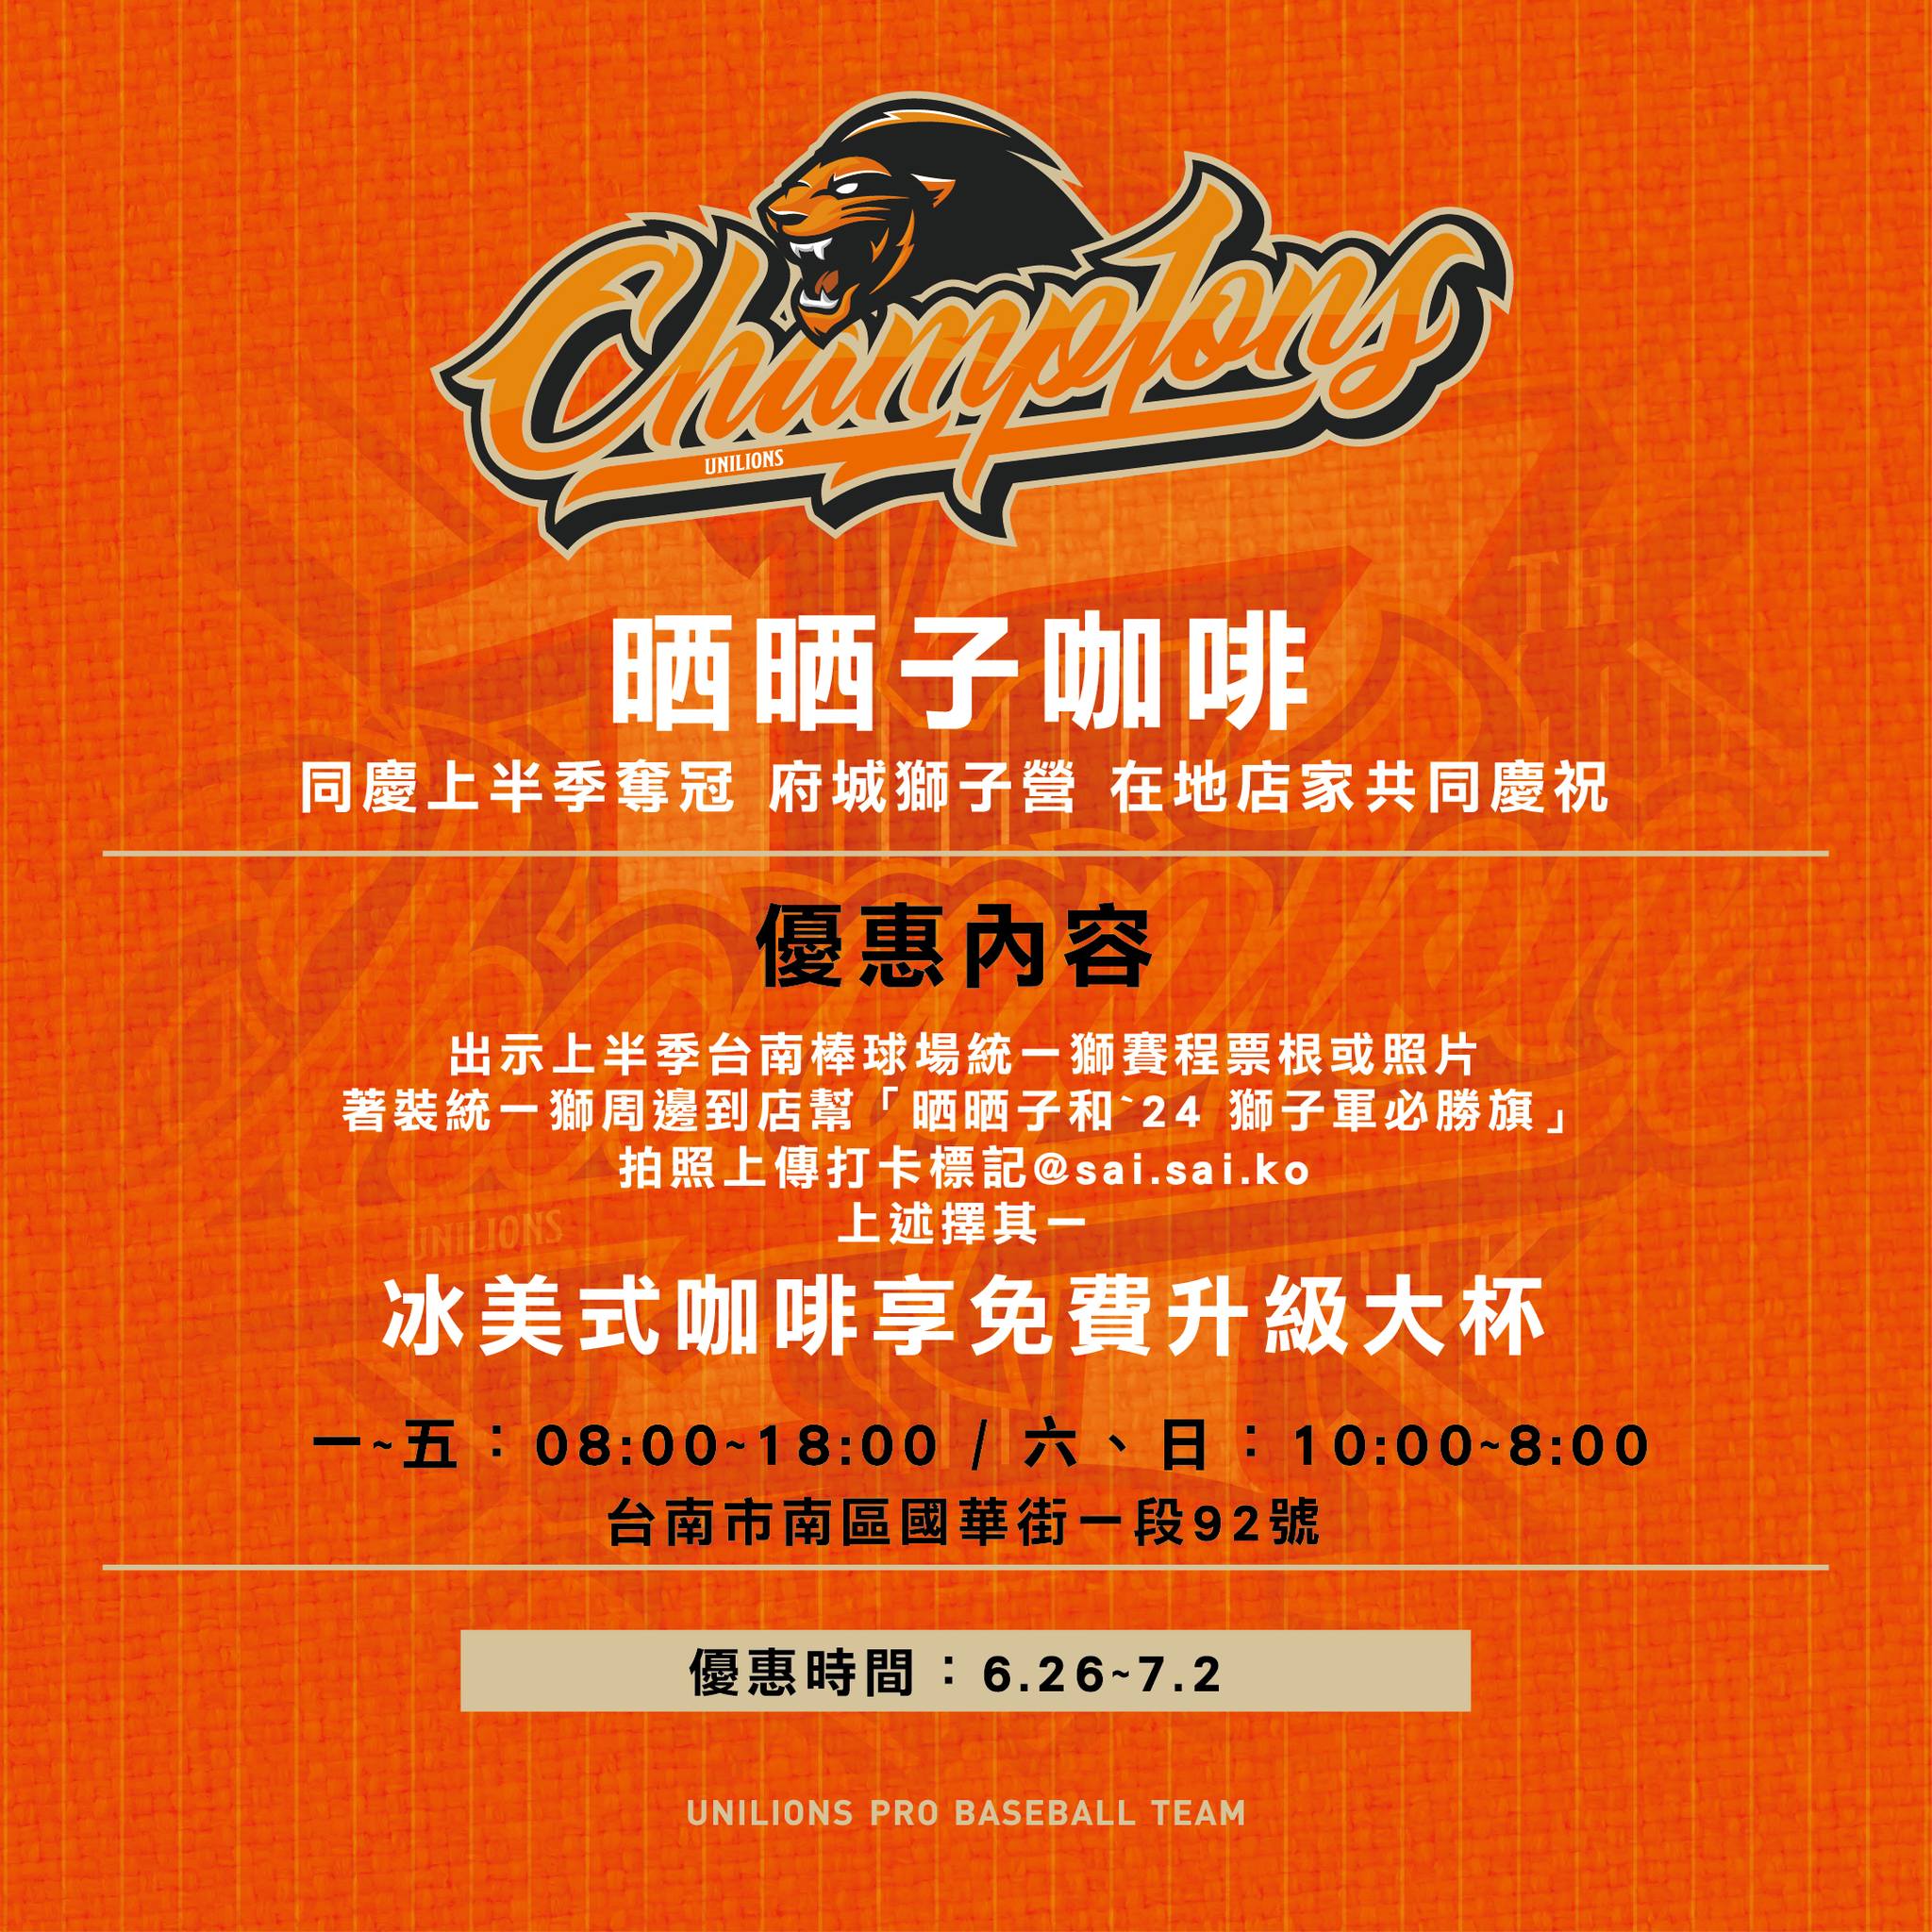 Champ1ons
UNILIONS
晒晒子咖啡
同慶上半季奪冠 府城獅子營 在地店家共同慶祝
優惠內容
出示上半季台南棒球場統一獅賽程票根或照片
著裝統一獅周邊到店幫「晒晒子和`24 獅子軍必勝旗」
拍照上傳打卡標記@sai.sai.ko
上述擇其一
冰美式咖啡享免費升級大杯
一~五：08:00~18:00 / 六、日：10:00~8:00
台南市南區國華街一段92號
優惠時間：6.26~7.2
UNILIONS PRO BASEBALL TEAM
17
TH
UNILIONS